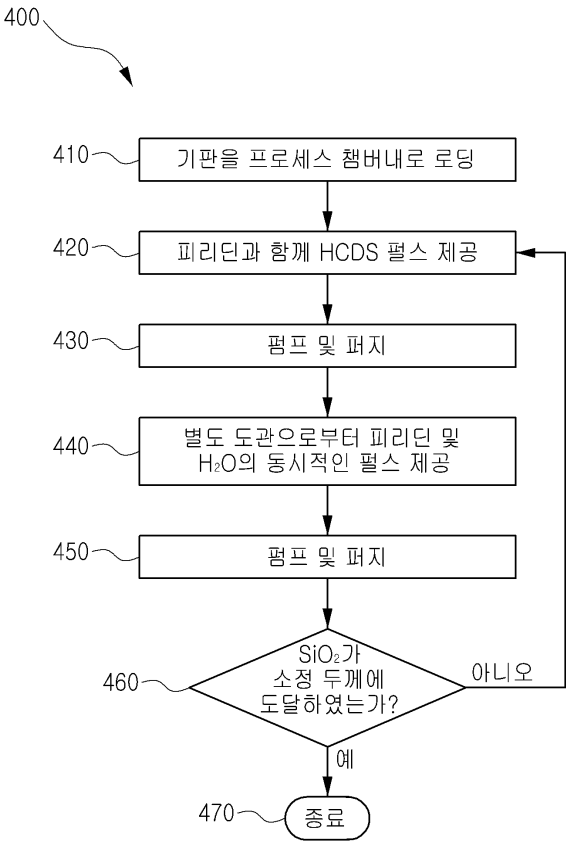 400
410
기판을 프로세스 챔버내로 로딩
420
피리딘과 함께 HCDS 펄스 제공
430
펌프 및 퍼지
440
별도 도관으로부터 피리딘 및
H₂O의 동시적인 펄스 제공
450
펌프 및 퍼지
460
SiO₂가
소정 두께에
도달하였는가?
아니오
예
470
종료